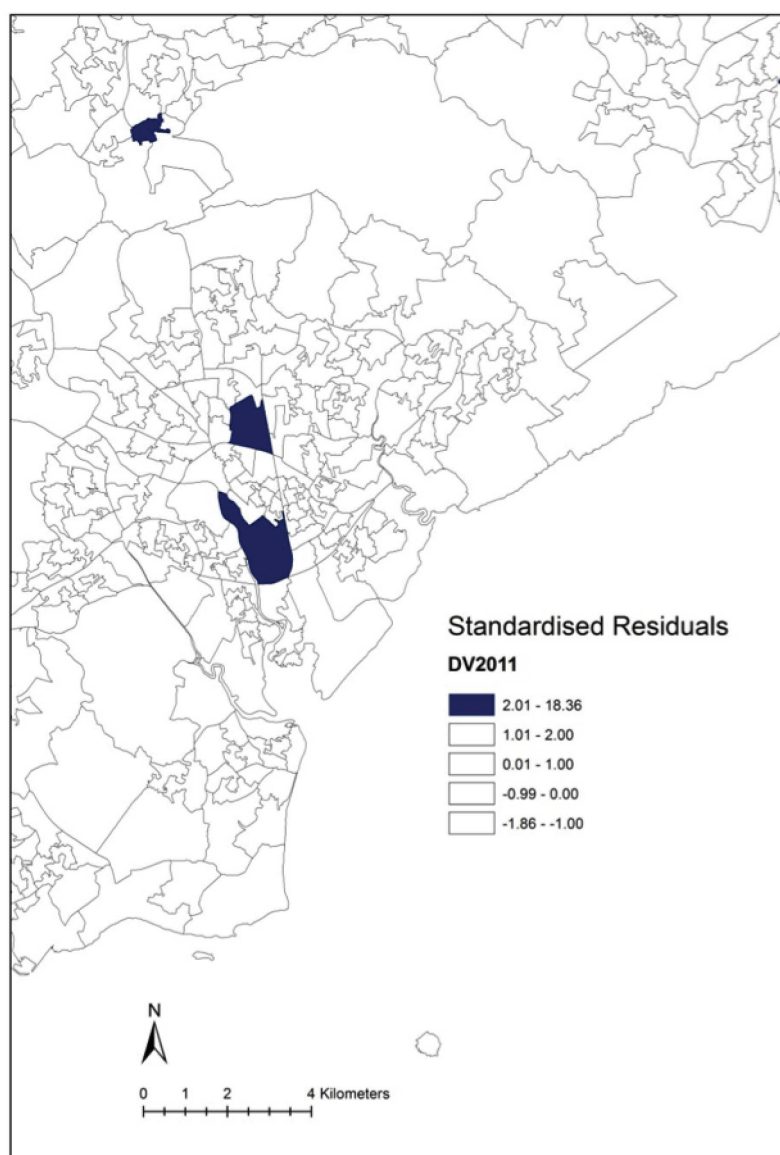 Standardised Residuals
DV2011
2.01 - 18.36
1.01 - 2.00
0.01 - 1.00
-0.99 - 0.00
-1.86 - -1.00
N
0 1 2 4 Kilometers